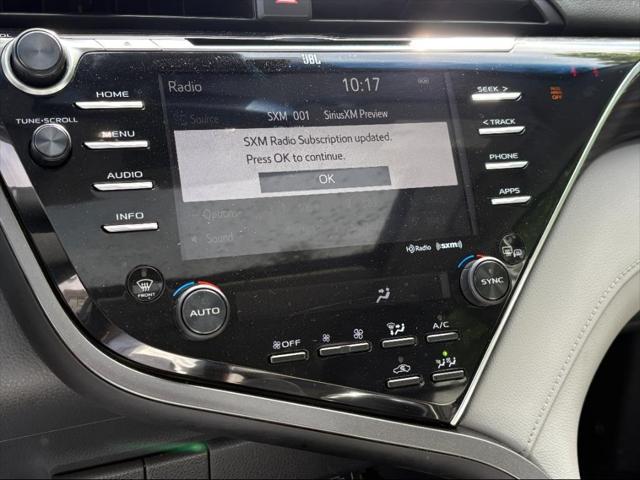 JBL
Radio
10:17
SEEK >
HOME
Source
SXM 001
SiriusXM Preview
< TRACK
TUNE•SCROLL
MENU
SXM Radio Subscription updated.
Press OK to continue.
PHONE
AUDIO
OK
APPS
INFO
Options
Sound
HD Radio
((sxm))
FRONT
AUTO
SYNC
OFF
A/C